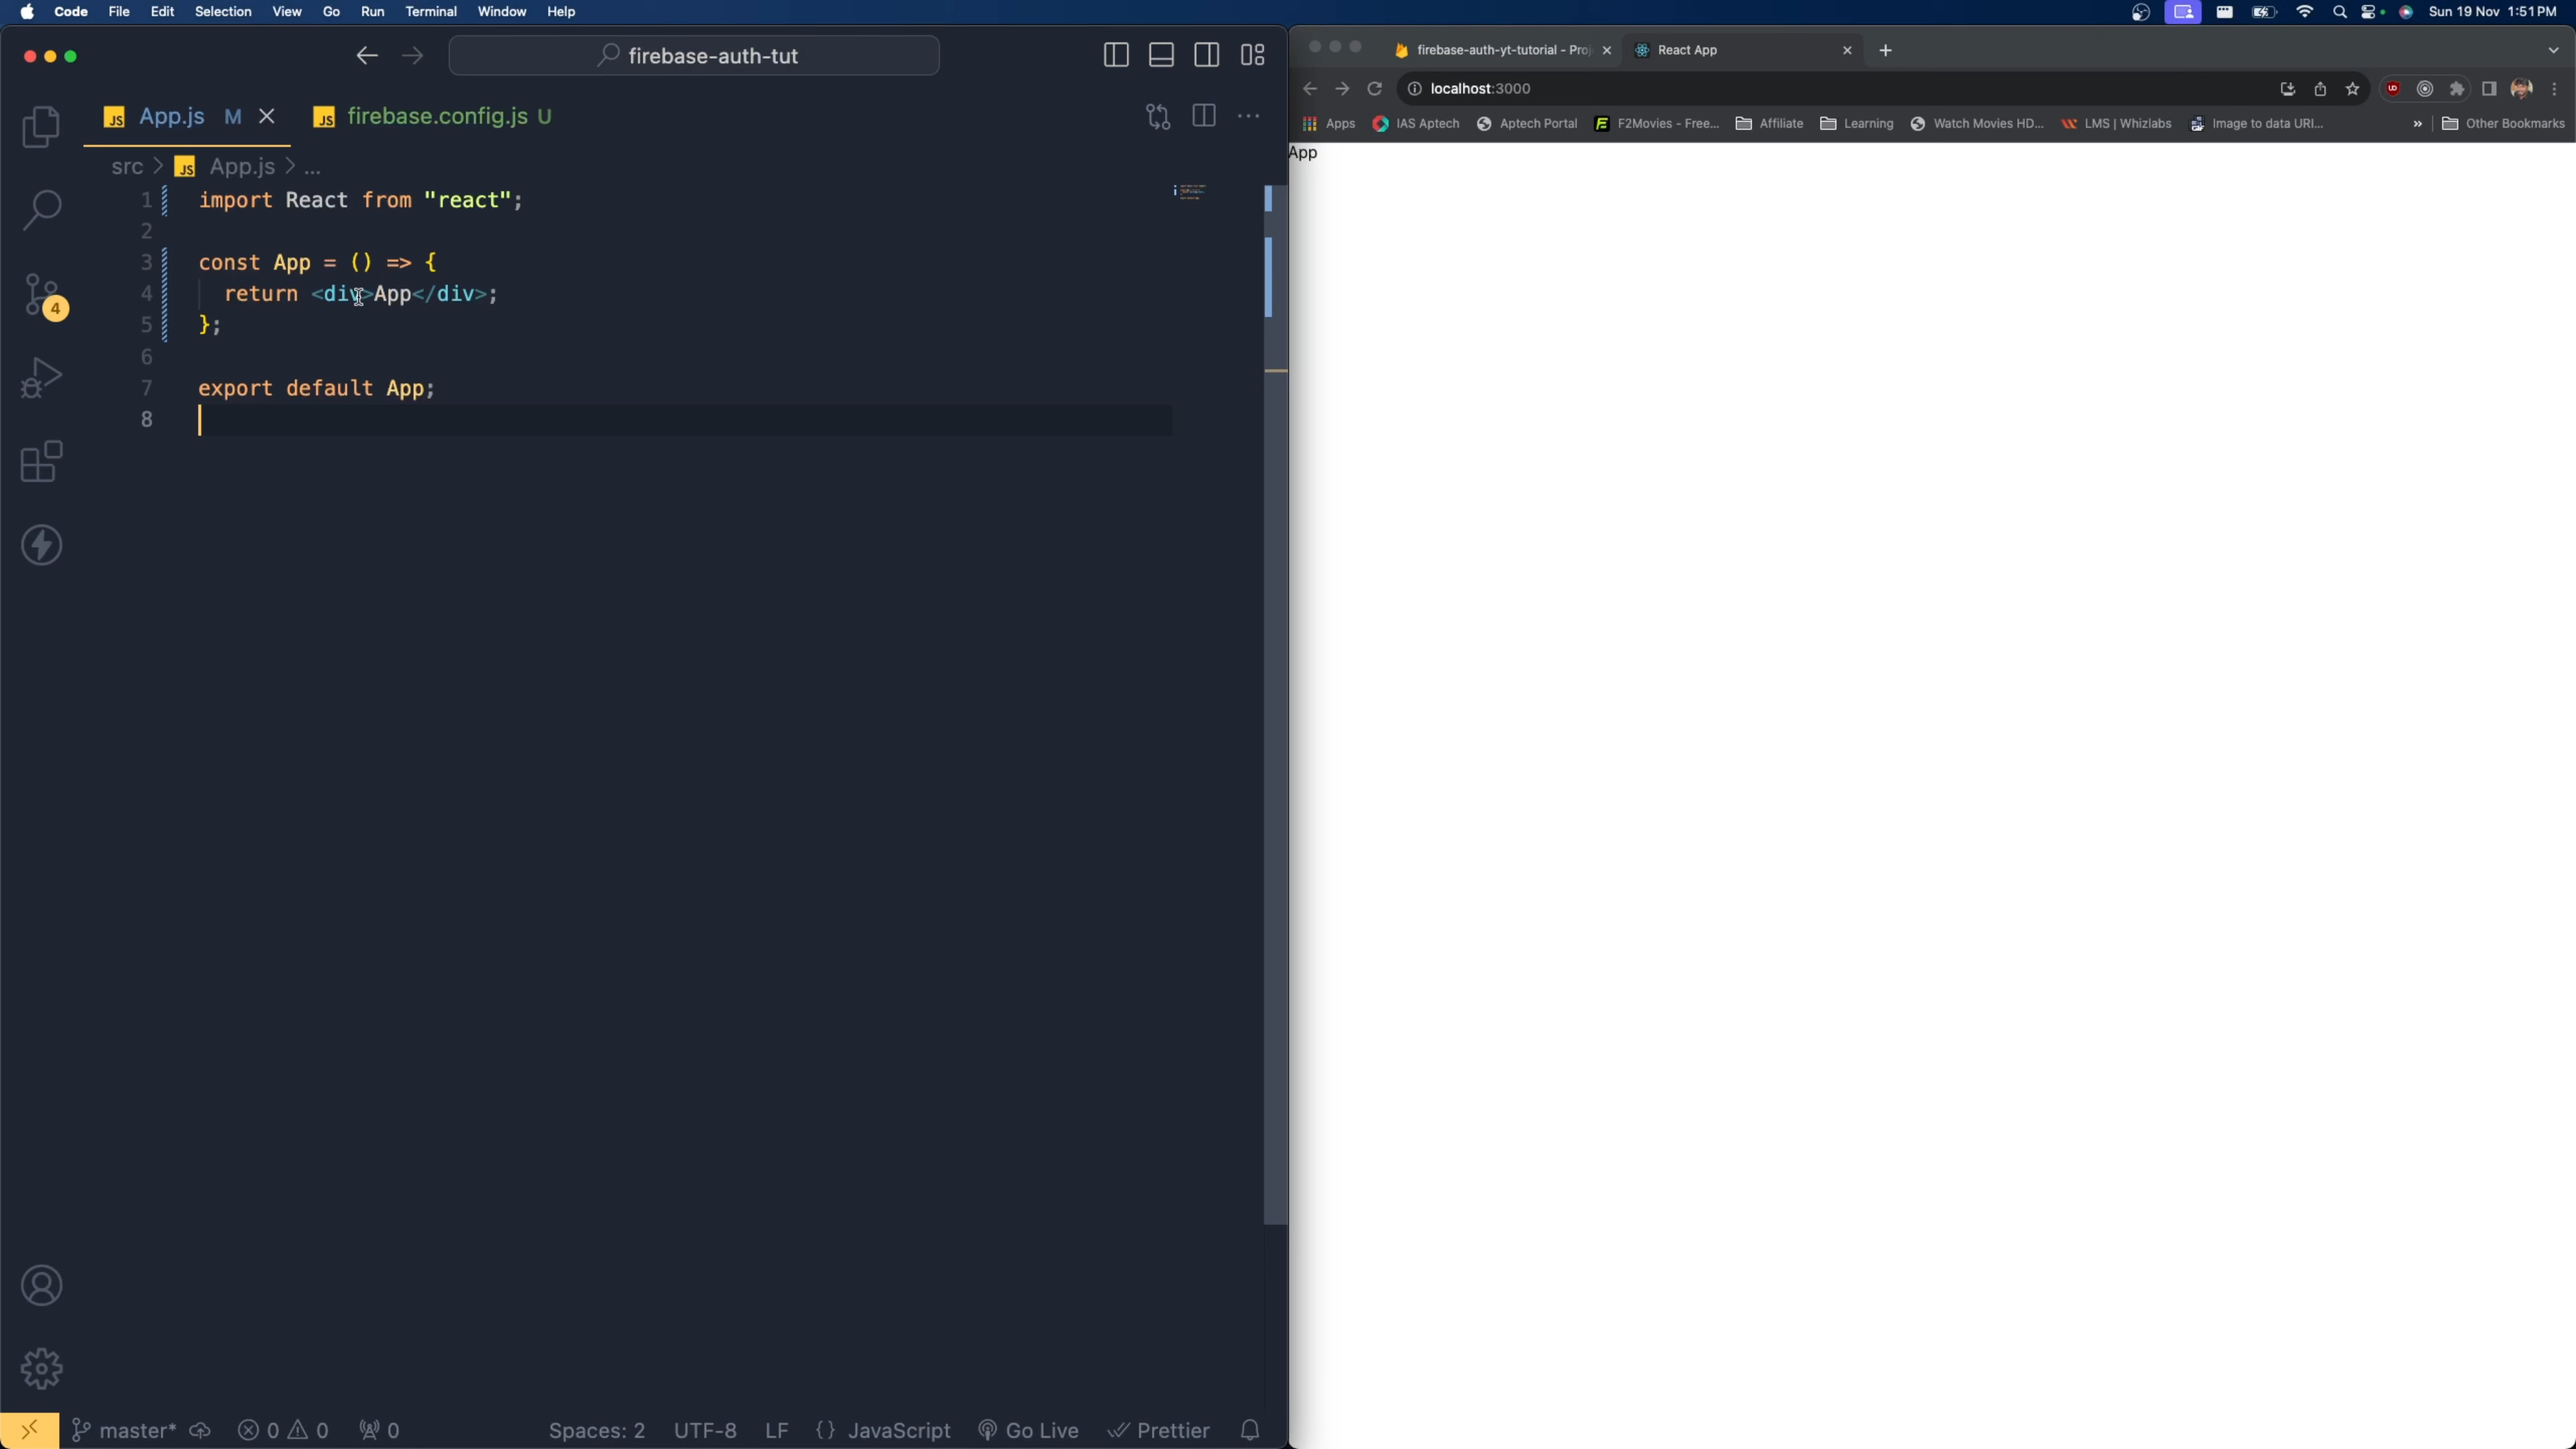 Code File Edit Selection View Go Run Terminal Window Help
Sun 19 Nov 1:51 PM
firebase-auth-tut
App.js M
firebase.config.js U
src > App.js > ...
1 import React from "react";
2
3 const App = () => {
4 return <div>App</div>;
5 };
6
7 export default App;
8
4
master* 0 0 0 Spaces: 2 UTF-8 LF {} JavaScript Go Live Prettier
firebase-auth-yt-tutorial - Proj
React App
localhost:3000
Apps IAS Aptech Aptech Portal F2Movies - Free... Affiliate Learning Watch Movies HD... LMS | Whizlabs Image to data URI... » Other Bookmarks
App